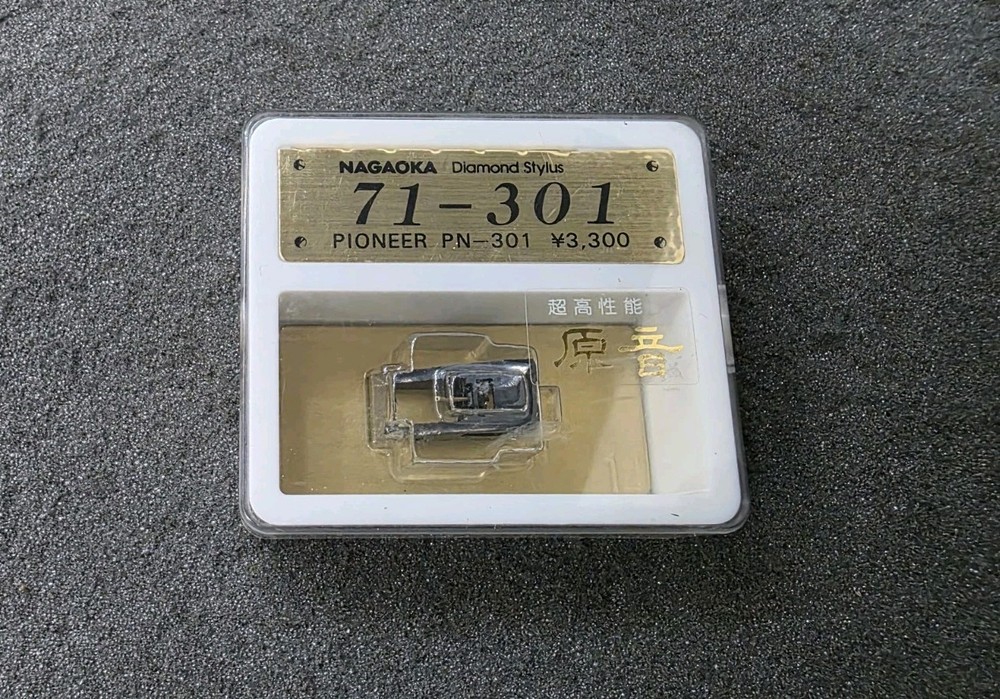 NAGAOKA Diamond Stylus
71-301
PIONEER PN-301 ¥3,300
超高性能
原音